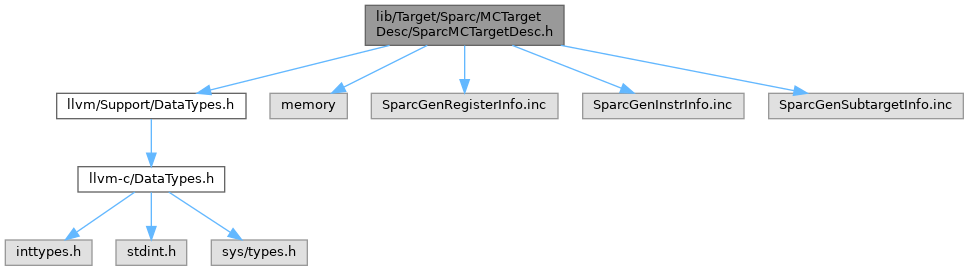 lib/Target/Sparc/MCTarget
Desc/SparcMCTargetDesc.h
llvm/Support/DataTypes.h
memory
SparcGenRegisterInfo.inc
SparcGenInstrInfo.inc
SparcGenSubtargetInfo.inc
llvm-c/DataTypes.h
inttypes.h
stdint.h
sys/types.h